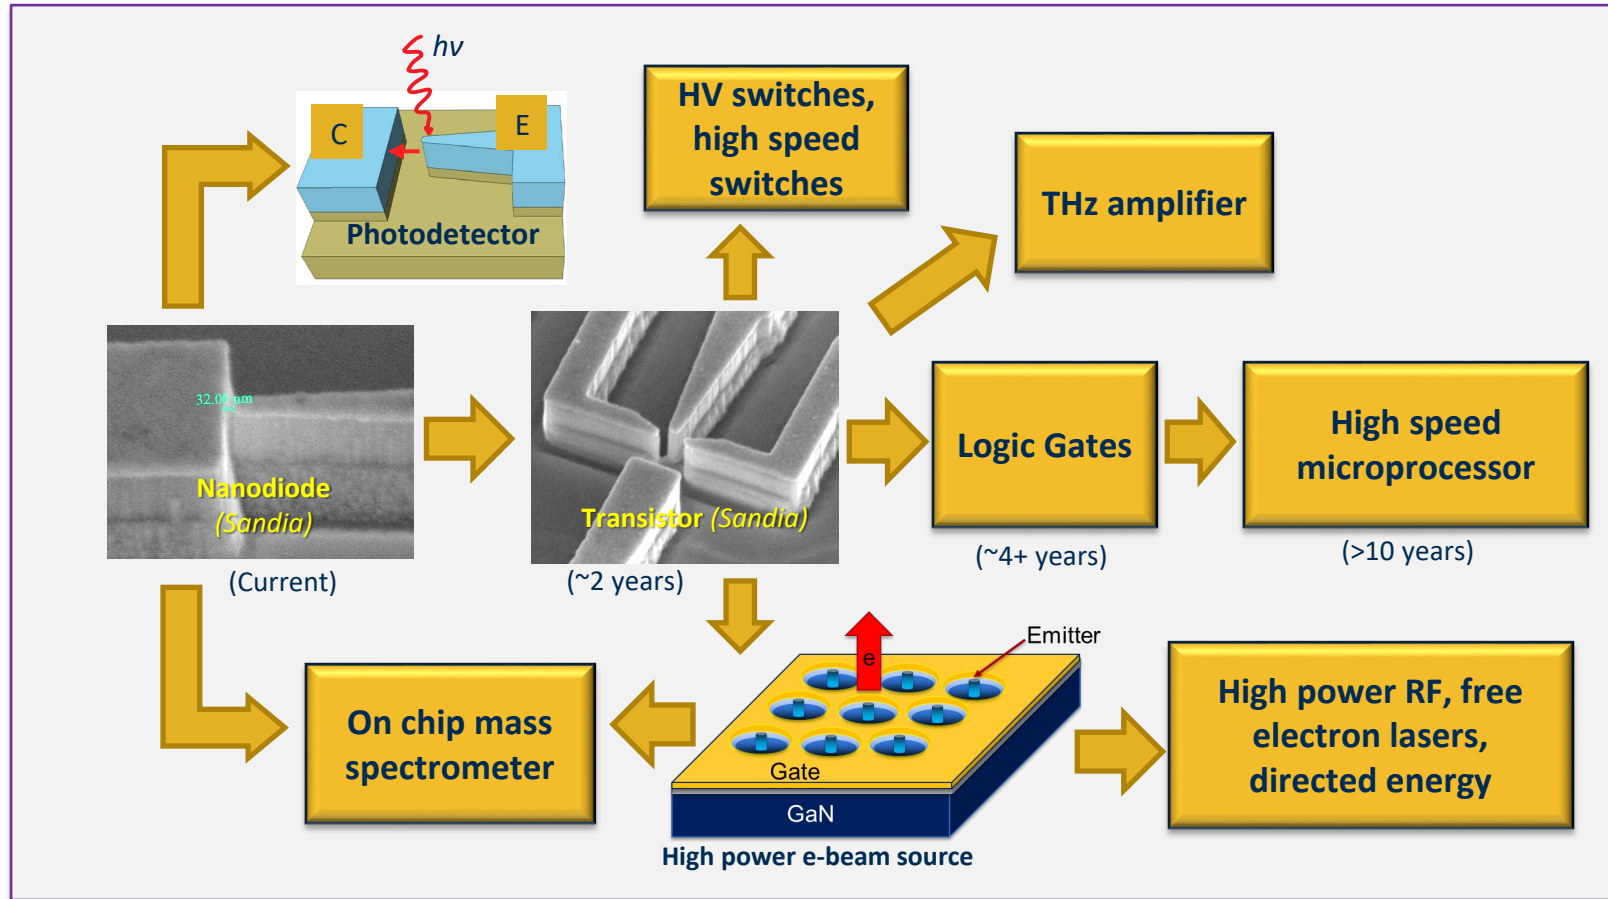 hν
C
E
Photodetector
HV switches,
high speed
switches
THz amplifier
32.00 nm
Nanodiode
(Sandia)
(Current)
Transistor (Sandia)
(~2 years)
Logic Gates
(~4+ years)
High speed
microprocessor
(>10 years)
On chip mass
spectrometer
e
Emitter
Gate
GaN
High power e-beam source
High power RF, free
electron lasers,
directed energy